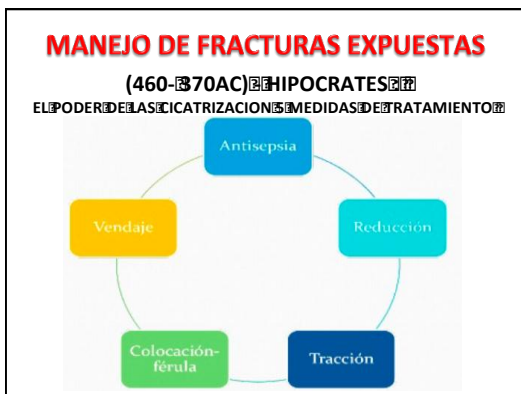 MANEJO DE FRACTURAS EXPUESTAS
(460- 370AC) HIPOCRATES
EL PODER DE LAS CICATRIZACION 5 MEDIDAS DE TRATAMIENTO
Antisepsia
Vendaje
Reducción
Colocación-
férula
Tracción